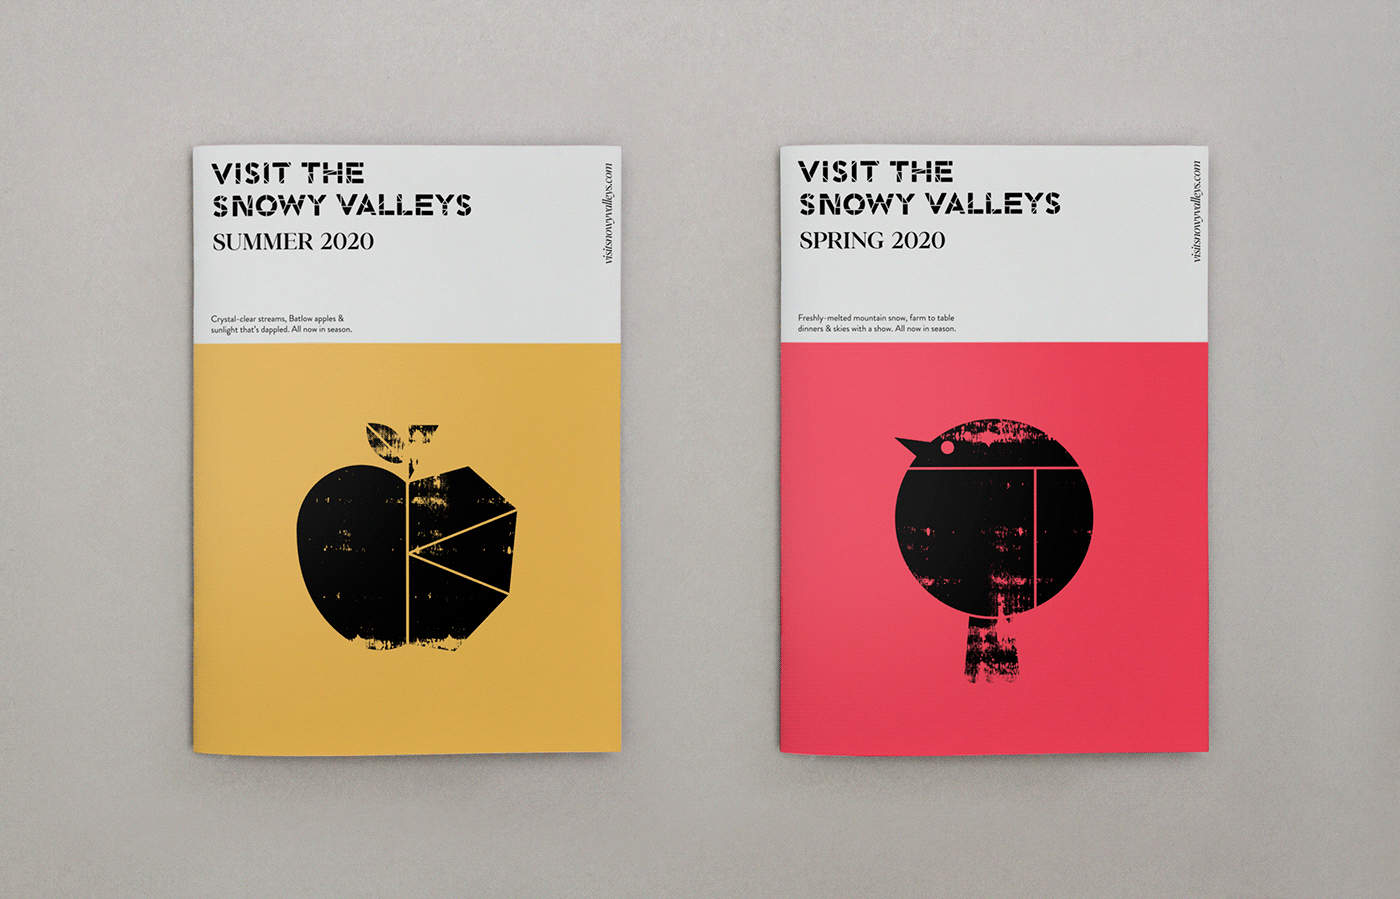 VISIT THE
SNOWY VALLEYS
SUMMER 2020
visitsnowyvalleys.com
Crystal-clear streams, Batlow apples &
sunlight that's dappled. All now in season.
VISIT THE
SNOWY VALLEYS
SPRING 2020
visitsnowyvalleys.com
Freshly-melted mountain snow, farm to table
dinners & skies with a show. All now in season.